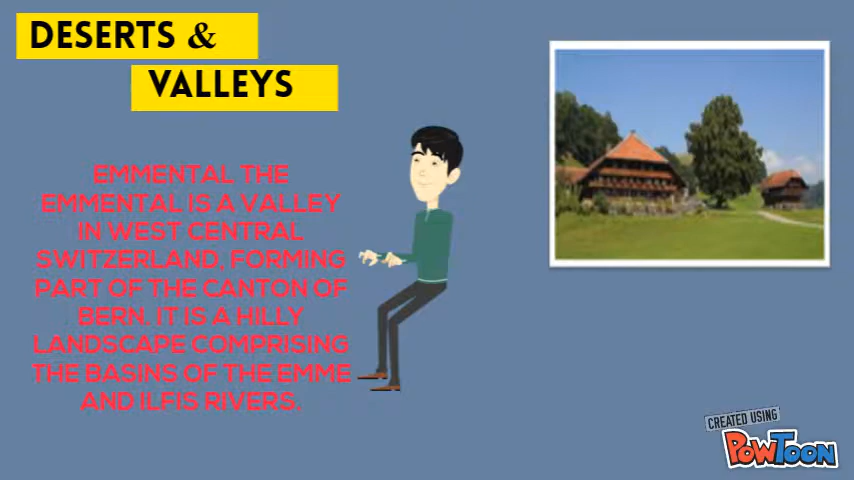 DESERTS &
VALLEYS
EMMENTAL THE
EMMENTAL IS A VALLEY
IN WEST CENTRAL
SWITZERLAND, FORMING
PART OF THE CANTON OF
BERN. IT IS A HILLY
LANDSCAPE COMPRISING
THE BASINS OF THE EMME
AND ILFIS RIVERS.
CREATED USING
POWTOON